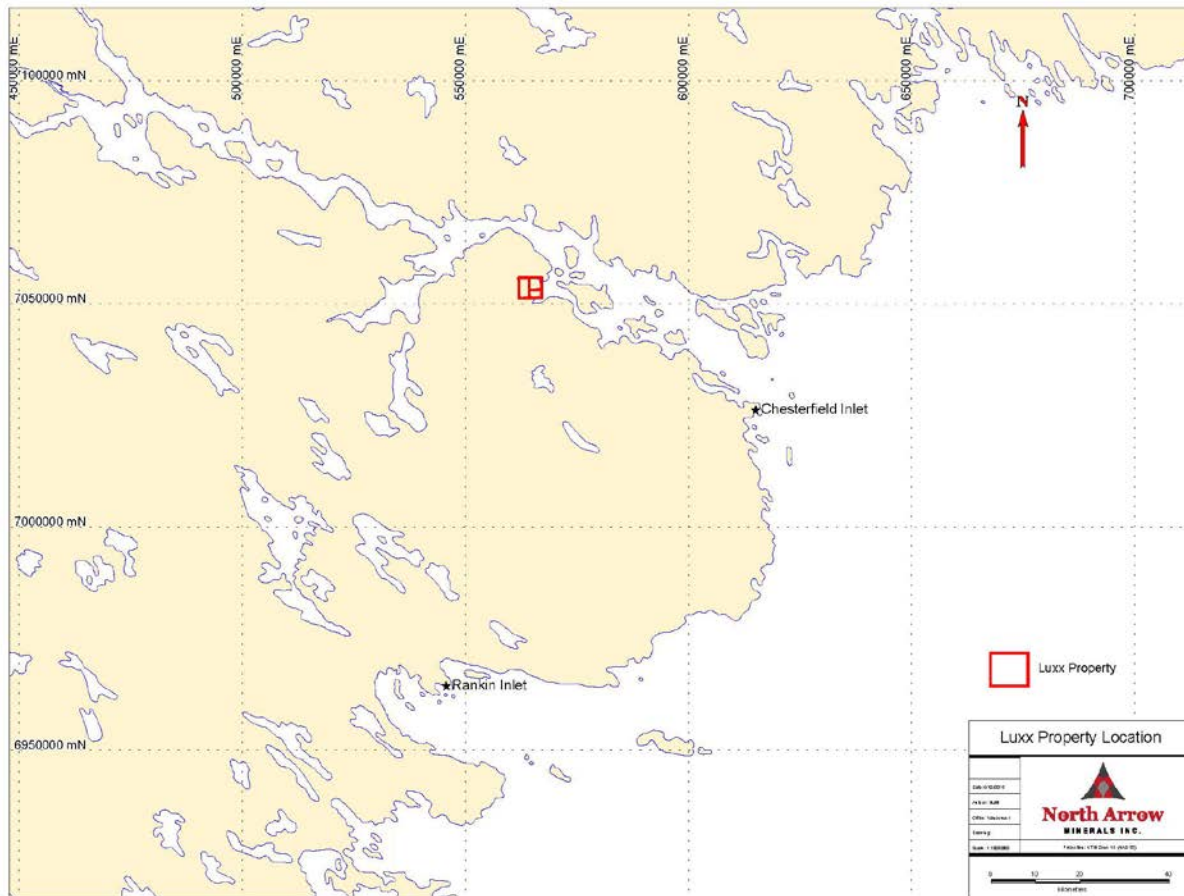 450000 mE
500000 mE
550000 mE
600000 mE
650000 mE
700000 mE
7100000 mN
N
7050000 mN
Chesterfield Inlet
7000000 mN
Luxx Property
Rankin Inlet
6950000 mN
Luxx Property Location
North Arrow
MINERALS INC.
0 10 20 40
kilometers